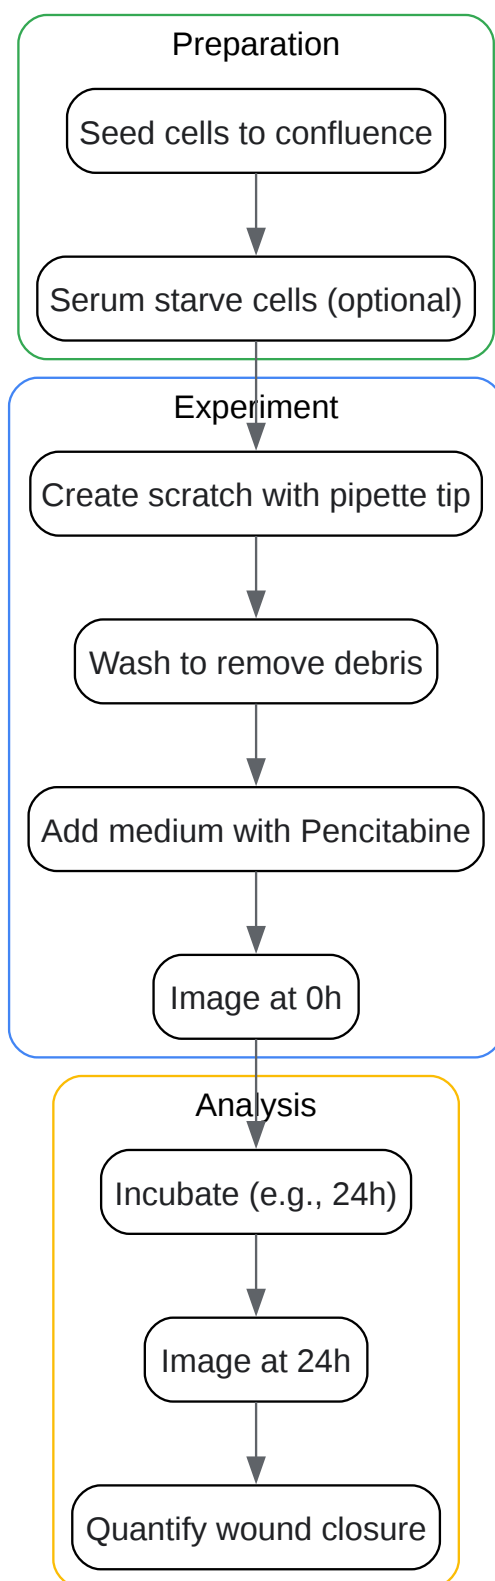 Preparation
Seed cells to confluence
Serum starve cells (optional)
Experiment
Create scratch with pipette tip
Wash to remove debris
Add medium with Pencitabine
Image at 0h
Analysis
Incubate (e.g., 24h)
Image at 24h
Quantify wound closure